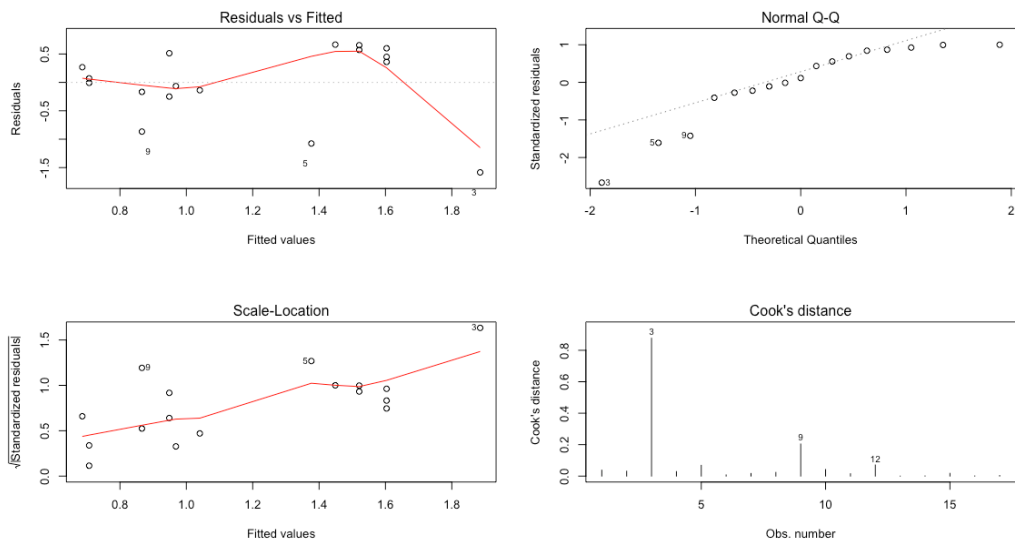 Residuals vs Fitted
Residuals
0.5
-0.5
-1.5
9
5
3
0.8 1.0 1.2 1.4 1.6 1.8
Fitted values
Normal Q-Q
Standardized residuals
1
0
-1
-2
5
9
3
-2 -1 0 1 2
Theoretical Quantiles
Scale-Location
√|Standardized residuals|
1.5
1.0
0.5
0.0
3
5
9
0.8 1.0 1.2 1.4 1.6 1.8
Fitted values
Cook's distance
Cook's distance
0.8
0.6
0.4
0.2
0.0
3
9
12
5 10 15
Obs. number